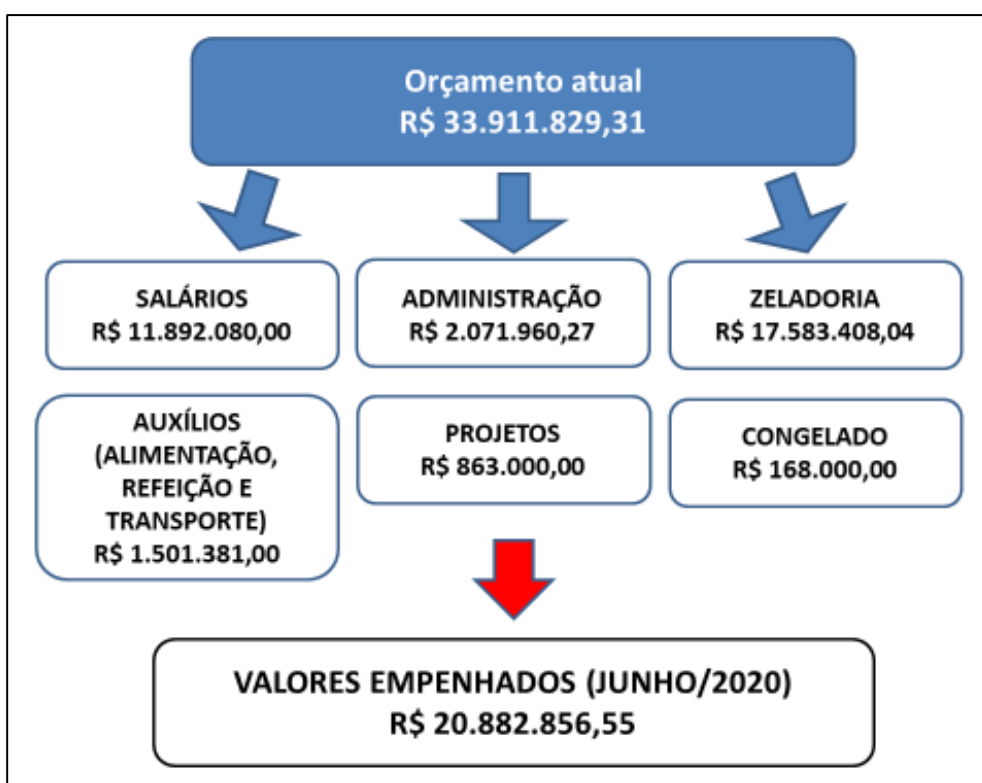 Orçamento atual
R$ 33.911.829,31
SALÁRIOS
R$ 11.892.080,00
ADMINISTRAÇÃO
R$ 2.071.960,27
ZELADORIA
R$ 17.583.408,04
AUXÍLIOS
(ALIMENTAÇÃO,
REFEIÇÃO E
TRANSPORTE)
R$ 1.501.381,00
PROJETOS
R$ 863.000,00
CONGELADO
R$ 168.000,00
VALORES EMPENHADOS (JUNHO/2020)
R$ 20.882.856,55